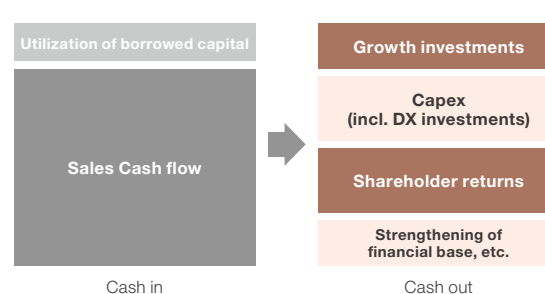 Utilization of borrowed capital
Sales Cash flow
Cash in
Growth investments
Capex
(incl. DX investments)
Shareholder returns
Strengthening of
financial base, etc.
Cash out